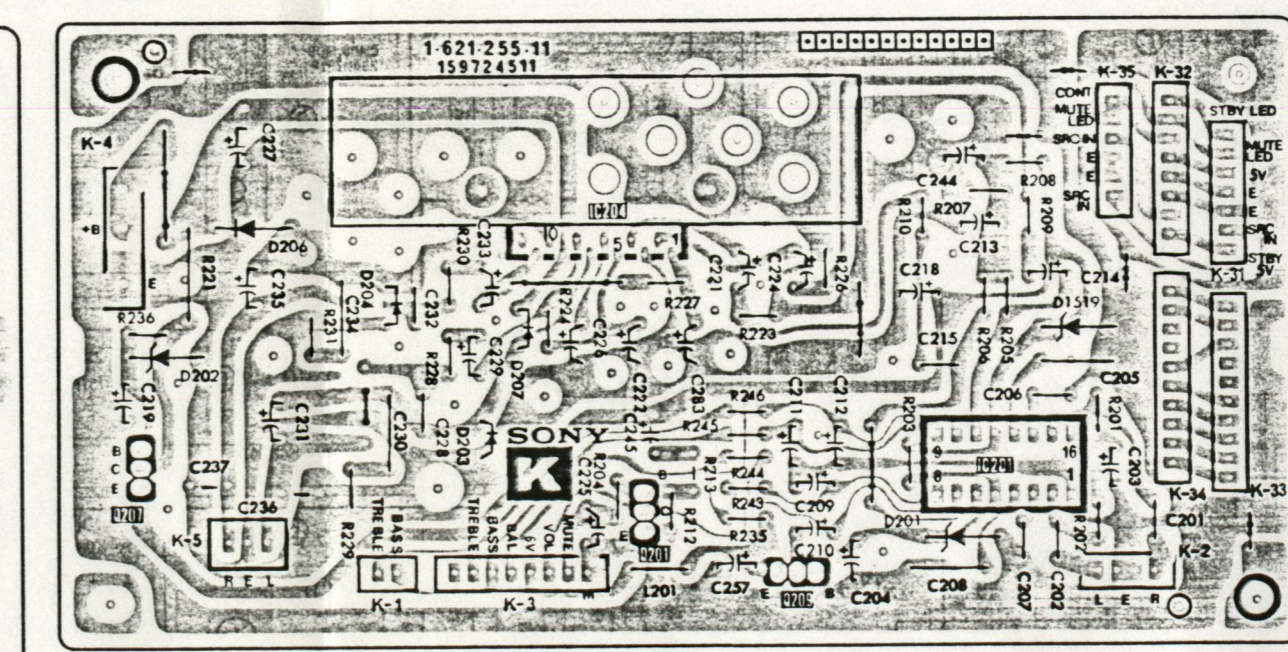 1-621-255-11
159724511
K-35
K-32
CONT
MUTE
LED
SRC IN
E
E
SRC
IN
STBY LED
MUTE
LED
5V
E
E
SRC
IN
STBY
5V
K-31
K-4
+B
E
C227
D206
R221
C235
R236
D202
C219
B
C
E
Q207
R231
C234
D204
C232
C231
C230
C237
C236
K-5
R E L
R229
IC204
10
5
1
R230
C233
R224
R227
C221
C224
R226
R223
C226
C222
C283
D207
C229
R228
C228
D203
SONY
K
C245
R246
R245
R244
R243
R235
R213
R212
R204
C225
B
E
Q201
TREBLE
BASS
K-1
TREBLE
BASS
BAL
6V
VOL
MUTE
M
K-3
L201
C257
E
B
Q209
C204
C211
C212
C209
C210
R203
C244
R208
R207
R210
C213
R209
C218
C214
D1519
C215
R206
R205
C206
C205
R201
C203
9
16
8
1
IC201
D201
C208
C207
C202
R202
C201
K-34
K-33
K-2
L E R